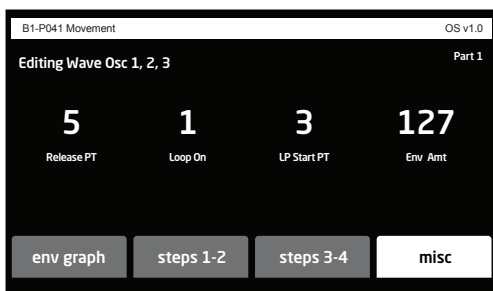 B1-P041 Movement OS v1.0
Editing Wave Osc 1, 2, 3 Part 1
5 1 3 127
Release PT Loop On LP Start PT Env Amt
env graph steps 1-2 steps 3-4 misc